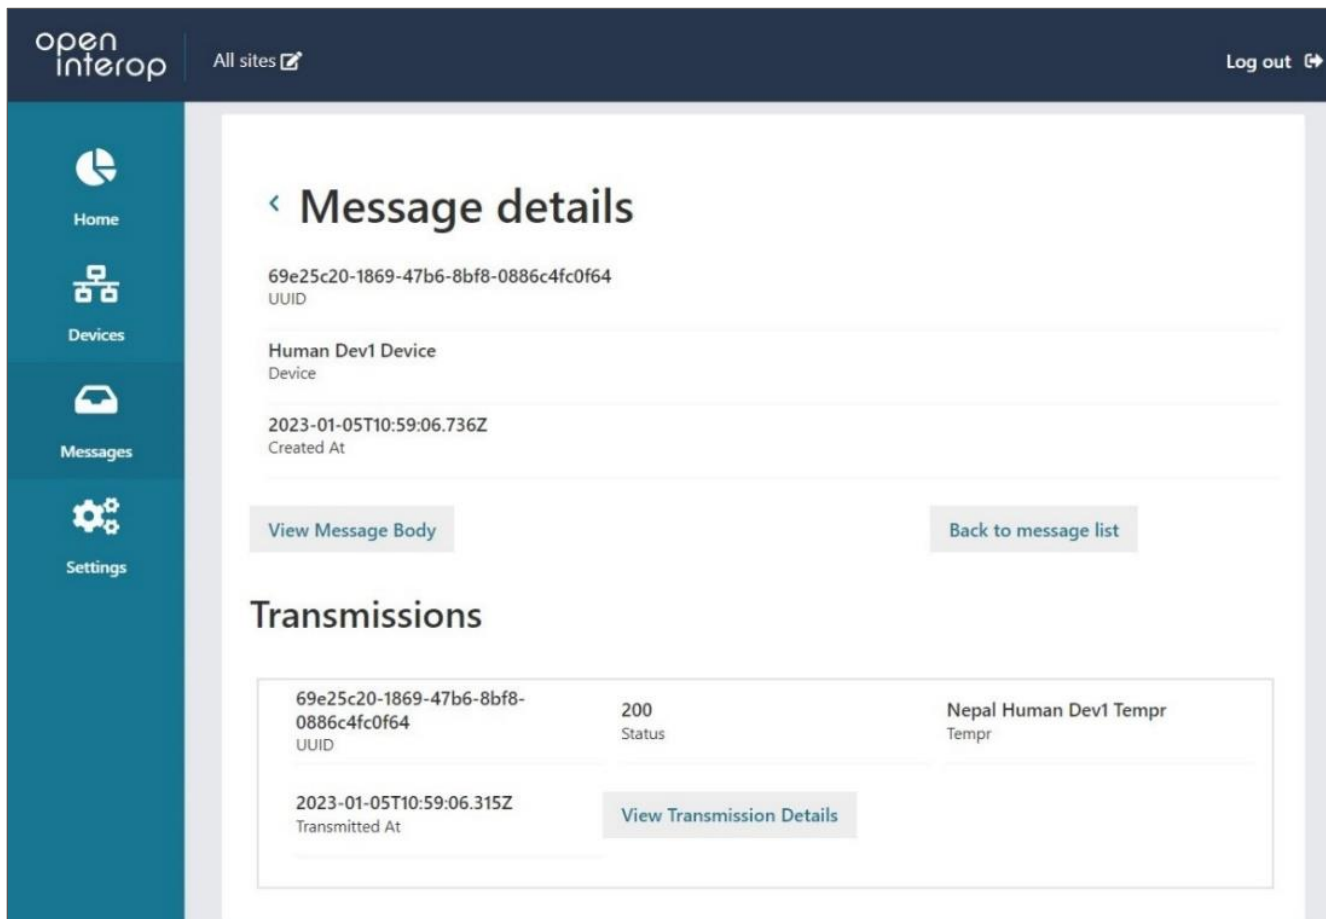 open
interop
All sites
Log out
Home
Devices
Messages
Settings
Message details
69e25c20-1869-47b6-8bf8-0886c4fc0f64
UUID
Human Dev1 Device
Device
2023-01-05T10:59:06.736Z
Created At
View Message Body
Back to message list
Transmissions
69e25c20-1869-47b6-8bf8-
0886c4fc0f64
UUID
200
Status
Nepal Human Dev1 Tempr
Tempr
2023-01-05T10:59:06.315Z
Transmitted At
View Transmission Details